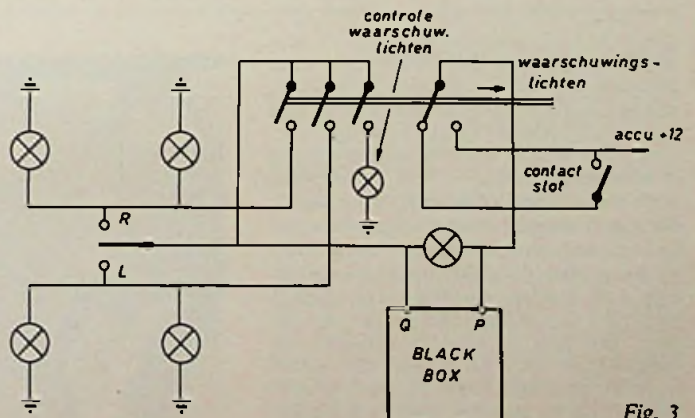 controle
waarschuw.
lichten
waarschuwings-
lichten
accu +12
contact
slot
R
L
Q
P
BLACK
BOX
Fig. 3